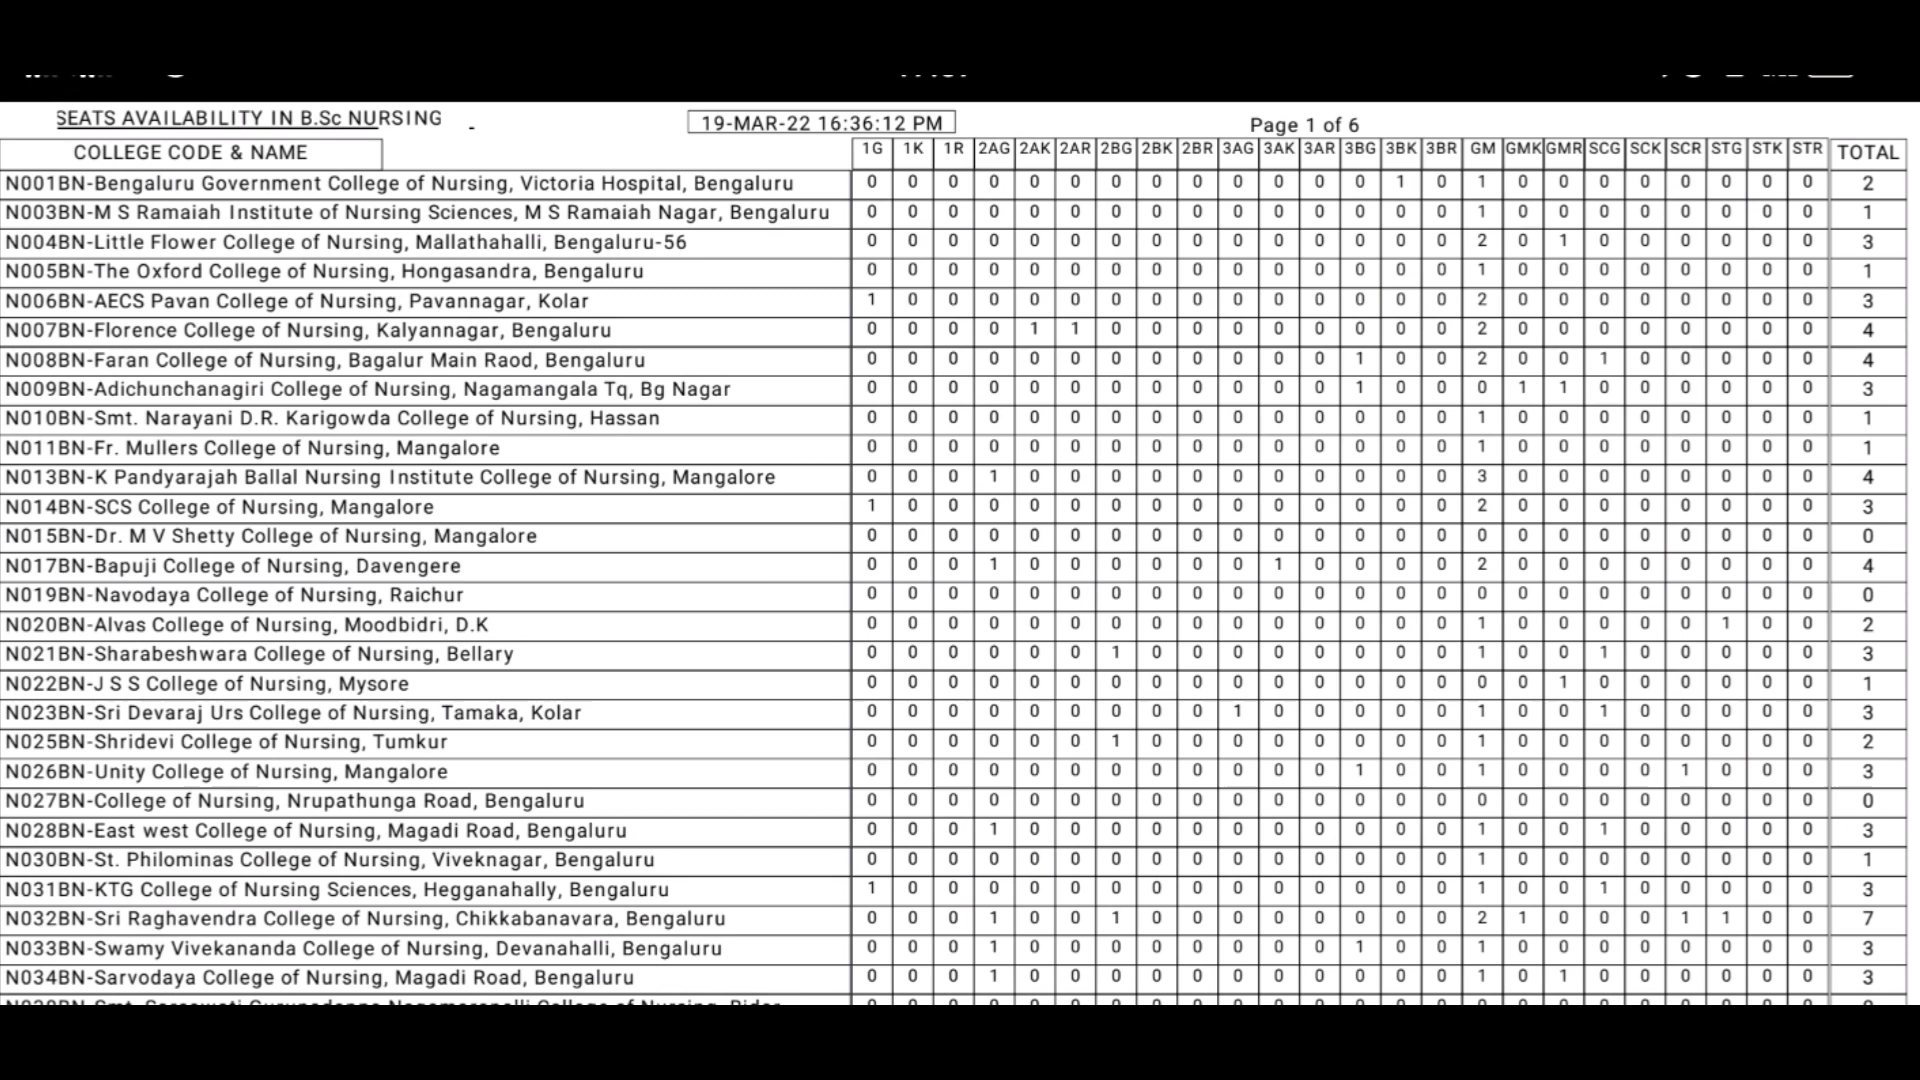 SEATS AVAILABILITY IN B.Sc NURSING
19-MAR-22 16:36:12 PM
Page 1 of 6
COLLEGE CODE & NAME 1G 1K 1R 2AG 2AK 2AR 2BG 2BK 2BR 3AG 3AK 3AR 3BG 3BK 3BR GM GMK GMR SCG SCK SCR STG STK STR TOTAL
N001BN-Bengaluru Government College of Nursing, Victoria Hospital, Bengaluru 0 0 0 0 0 0 0 0 0 0 0 0 0 1 0 1 0 0 0 0 0 0 0 0 2
N003BN-M S Ramaiah Institute of Nursing Sciences, M S Ramaiah Nagar, Bengaluru 0 0 0 0 0 0 0 0 0 0 0 0 0 0 0 1 0 0 0 0 0 0 0 0 1
N004BN-Little Flower College of Nursing, Mallathahalli, Bengaluru-56 0 0 0 0 0 0 0 0 0 0 0 0 0 0 0 2 0 1 0 0 0 0 0 0 3
N005BN-The Oxford College of Nursing, Hongasandra, Bengaluru 0 0 0 0 0 0 0 0 0 0 0 0 0 0 0 1 0 0 0 0 0 0 0 0 1
N006BN-AECS Pavan College of Nursing, Pavannagar, Kolar 1 0 0 0 0 0 0 0 0 0 0 0 0 0 0 2 0 0 0 0 0 0 0 0 3
N007BN-Florence College of Nursing, Kalyannagar, Bengaluru 0 0 0 0 1 1 0 0 0 0 0 0 0 0 0 2 0 0 0 0 0 0 0 0 4
N008BN-Faran College of Nursing, Bagalur Main Raod, Bengaluru 0 0 0 0 0 0 0 0 0 0 0 0 1 0 0 2 0 0 1 0 0 0 0 0 4
N009BN-Adichunchanagiri College of Nursing, Nagamangala Tq, Bg Nagar 0 0 0 0 0 0 0 0 0 0 0 0 1 0 0 0 1 1 0 0 0 0 0 0 3
N010BN-Smt. Narayani D.R. Karigowda College of Nursing, Hassan 0 0 0 0 0 0 0 0 0 0 0 0 0 0 0 1 0 0 0 0 0 0 0 0 1
N011BN-Fr. Mullers College of Nursing, Mangalore 0 0 0 0 0 0 0 0 0 0 0 0 0 0 0 1 0 0 0 0 0 0 0 0 1
N013BN-K Pandyarajah Ballal Nursing Institute College of Nursing, Mangalore 0 0 0 1 0 0 0 0 0 0 0 0 0 0 0 3 0 0 0 0 0 0 0 0 4
N014BN-SCS College of Nursing, Mangalore 1 0 0 0 0 0 0 0 0 0 0 0 0 0 0 2 0 0 0 0 0 0 0 0 3
N015BN-Dr. M V Shetty College of Nursing, Mangalore 0 0 0 0 0 0 0 0 0 0 0 0 0 0 0 0 0 0 0 0 0 0 0 0 0
N017BN-Bapuji College of Nursing, Davengere 0 0 0 1 0 0 0 0 0 0 1 0 0 0 0 2 0 0 0 0 0 0 0 0 4
N019BN-Navodaya College of Nursing, Raichur 0 0 0 0 0 0 0 0 0 0 0 0 0 0 0 0 0 0 0 0 0 0 0 0 0
N020BN-Alvas College of Nursing, Moodbidri, D.K 0 0 0 0 0 0 0 0 0 0 0 0 0 0 0 1 0 0 0 0 0 1 0 0 2
N021BN-Sharabeshwara College of Nursing, Bellary 0 0 0 0 0 0 1 0 0 0 0 0 0 0 0 1 0 0 1 0 0 0 0 0 3
N022BN-J S S College of Nursing, Mysore 0 0 0 0 0 0 0 0 0 0 0 0 0 0 0 0 0 1 0 0 0 0 0 0 1
N023BN-Sri Devaraj Urs College of Nursing, Tamaka, Kolar 0 0 0 0 0 0 0 0 0 1 0 0 0 0 0 1 0 0 1 0 0 0 0 0 3
N025BN-Shridevi College of Nursing, Tumkur 0 0 0 0 0 0 1 0 0 0 0 0 0 0 0 1 0 0 0 0 0 0 0 0 2
N026BN-Unity College of Nursing, Mangalore 0 0 0 0 0 0 0 0 0 0 0 0 1 0 0 1 0 0 0 0 1 0 0 0 3
N027BN-College of Nursing, Nrupathunga Road, Bengaluru 0 0 0 0 0 0 0 0 0 0 0 0 0 0 0 0 0 0 0 0 0 0 0 0 0
N028BN-East west College of Nursing, Magadi Road, Bengaluru 0 0 0 1 0 0 0 0 0 0 0 0 0 0 0 1 0 0 1 0 0 0 0 0 3
N030BN-St. Philominas College of Nursing, Viveknagar, Bengaluru 0 0 0 0 0 0 0 0 0 0 0 0 0 0 0 1 0 0 0 0 0 0 0 0 1
N031BN-KTG College of Nursing Sciences, Hegganahally, Bengaluru 1 0 0 0 0 0 0 0 0 0 0 0 0 0 0 1 0 0 1 0 0 0 0 0 3
N032BN-Sri Raghavendra College of Nursing, Chikkabanavara, Bengaluru 0 0 0 1 0 0 1 0 0 0 0 0 0 0 0 2 1 0 0 0 1 1 0 0 7
N033BN-Swamy Vivekananda College of Nursing, Devanahalli, Bengaluru 0 0 0 1 0 0 0 0 0 0 0 0 1 0 0 1 0 0 0 0 0 0 0 0 3
N034BN-Sarvodaya College of Nursing, Magadi Road, Bengaluru 0 0 0 1 0 0 0 0 0 0 0 0 0 0 0 1 0 1 0 0 0 0 0 0 3